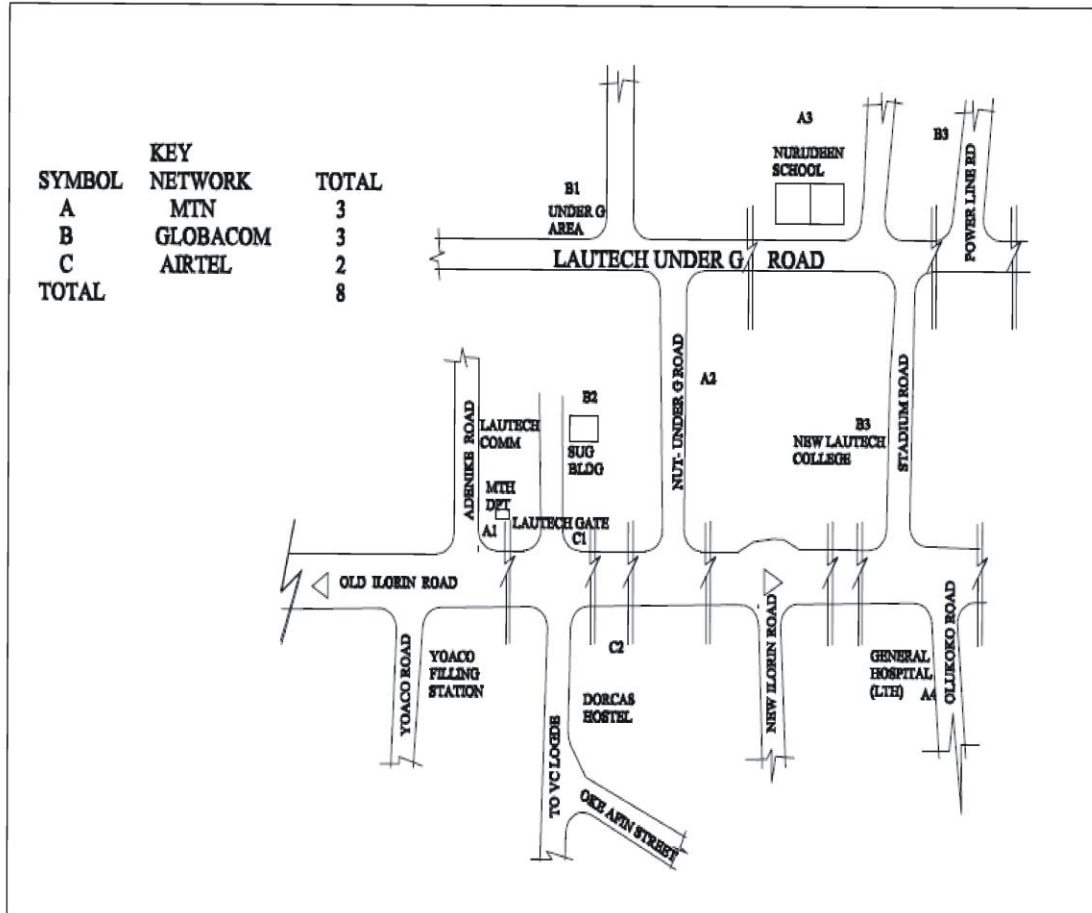 KEY
SYMBOL NETWORK TOTAL
A MTN 3
B GLOBACOM 3
C AIRTEL 2
TOTAL 8
A3
B3
NURUDEEN
SCHOOL
POWER LINE RD
B1
UNDER G
AREA
LAUTECH UNDER G ROAD
NUT- UNDER G ROAD
A2
STADIUM ROAD
B2
SUG
BLDG
B3
NEW LAUTECH
COLLEGE
ADENIKE ROAD
LAUTECH
COMM
MTH
DPT
A1
LAUTECH GATE
C1
OLD ILORIN ROAD
YOACO ROAD
YOACO
FILLING
STATION
C2
DORCAS
HOSTEL
TO VC LOGDE
OKE AFIN STREET
NEW ILORIN ROAD
GENERAL
HOSPITAL
(LTH) A4
OLUKOKO ROAD